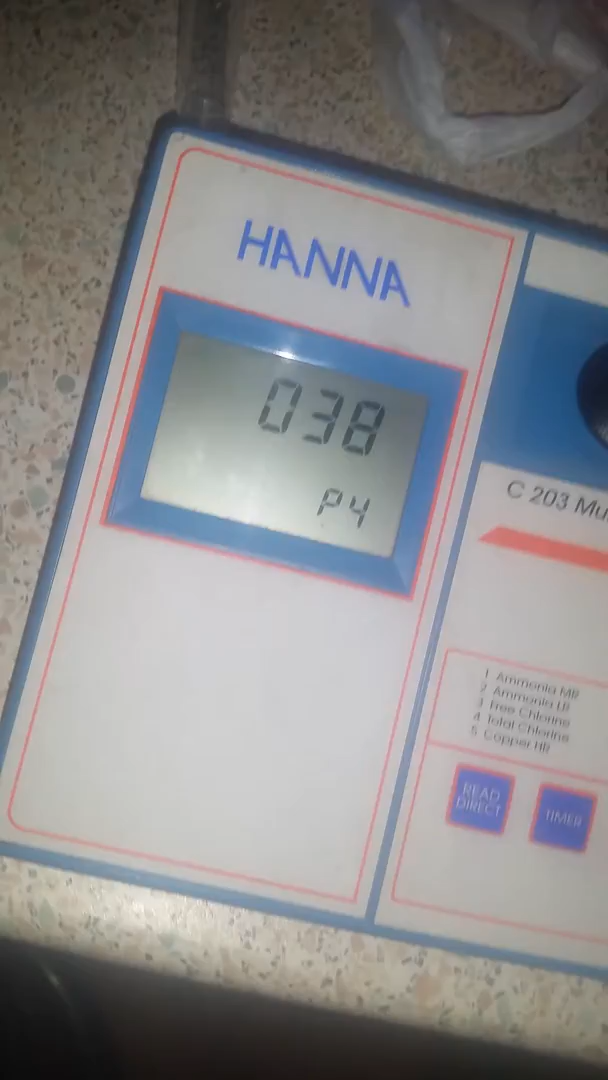 HANNA
038
P4
C 203 Mu
1 Ammonia MR
2 Ammonia LR
3 Free Chlorine
4 Total Chlorine
5 Copper HR
READ
DIRECT
TIMER